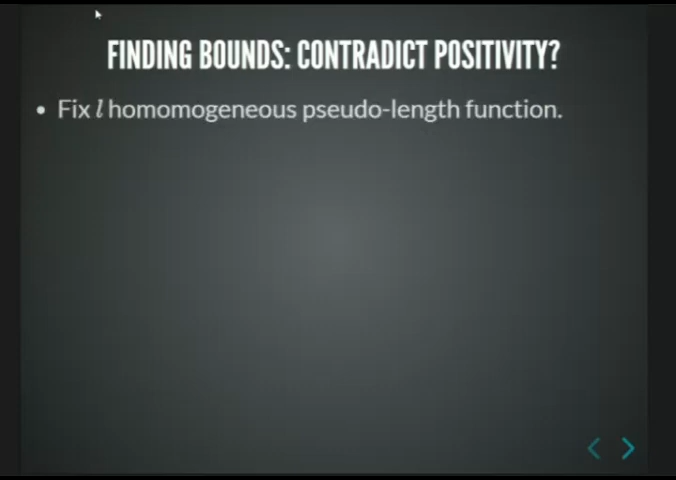 FINDING BOUNDS: CONTRADICT POSITIVITY?
• Fix l homomogeneous pseudo-length function.